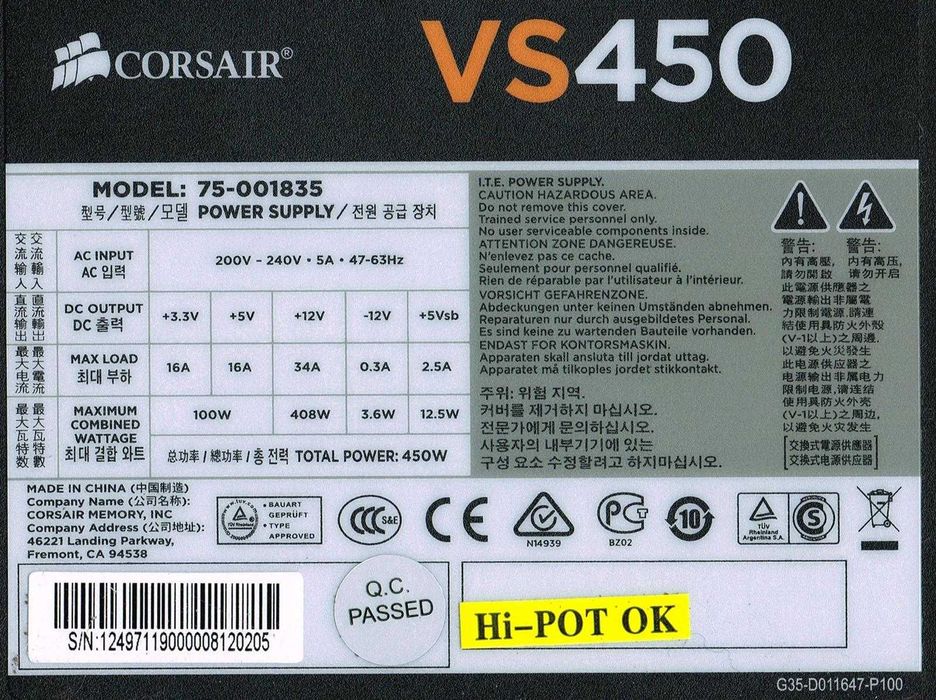 CORSAIR®
VS450
MODEL: 75-001835
型号/型號/모델 POWER SUPPLY/전원 공급 장치
交流输入 交流輸入
AC INPUT
AC 입력
200V - 240V · 5A · 47-63Hz
直流输出 直流輸出
DC OUTPUT
DC 출력
+3.3V +5V +12V -12V +5Vsb
最大电流 最大電流
MAX LOAD
최대 부하
16A 16A 34A 0.3A 2.5A
最大瓦特数 最大瓦特數
MAXIMUM
COMBINED
WATTAGE
최대 결합 와트
100W 408W 3.6W 12.5W
总功率/總功率/총 전력 TOTAL POWER: 450W
I.T.E. POWER SUPPLY.
CAUTION HAZARDOUS AREA.
Do not remove this cover.
Trained service personnel only.
No user serviceable components inside.
ATTENTION ZONE DANGEREUSE.
N'enlevez pas ce cache.
Seulement pour personnel qualifié.
Rien de réparable par l'utilisateur à l'intérieur.
VORSICHT GEFAHRENZONE.
Abdeckungen unter keinen Umständen abnehmen.
Reparaturen nur durch ausgebildetes Personal.
Es sind keine zu wartenden Bauteile vorhanden.
ENDAST FOR KONTORSMASKIN.
Apparaten skall ansluta till jordat uttag.
Apparatet må tilkoples jordet stikkontakt.
주위: 위험 지역.
커버를 제거하지 마십시오.
전문가에게 문의하십시오.
사용자의 내부기기에 있는
구성 요소 수정할려고 하지마십시오.
警告: 警告:
內有高壓, 内有高压,
請勿開啟 请勿开启
此電源供應器之
電源輸出非屬電
力限制電源,請連
結使用具防火外殼
(V-1以上)之周邊.
以避免火災發生
此电源供应器之
电源输出非属电力
限制电源,请连结
使用具防火外壳
(V-1以上)之周边,
以避免火灾发生
[交換式電源供應器]
[交换式电源供应器]
MADE IN CHINA (中国制造)
Company Name (公司名称):
CORSAIR MEMORY, INC
Company Address (公司地址):
46221 Landing Parkway,
Fremont, CA 94538
www.tuv.com
TÜV Rheinland
• BAUART
GEPRÜFT
• TYPE
APPROVED
CCC S&E
CE
N14939
PCT
BZ02
10
TÜV
Rheinland
Argentina S.A.
S
S/N:12497119000008120205
Q.C.
PASSED
Hi-POT OK
G35-D011647-P100